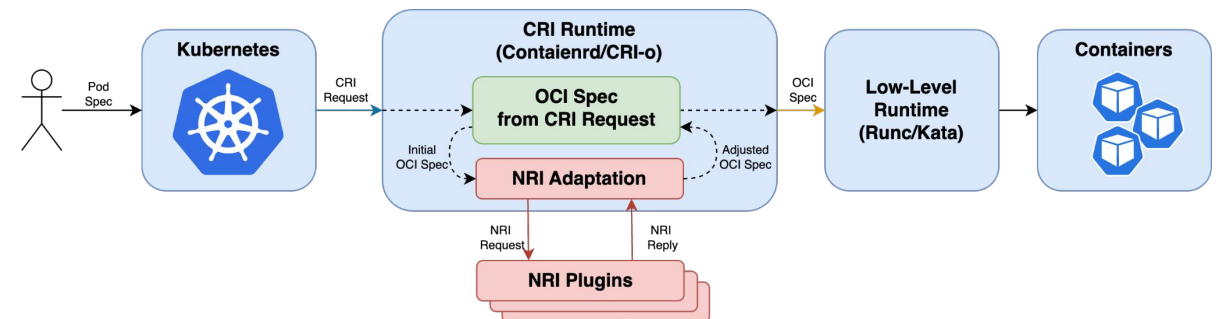 Pod
Spec
Kubernetes
CRI
Request
CRI Runtime
(Contaienrd/CRI-o)
OCI Spec
from CRI Request
Initial
OCI Spec
Adjusted
OCI Spec
NRI Adaptation
NRI
Request
NRI
Reply
NRI Plugins
OCI
Spec
Low-Level
Runtime
(Runc/Kata)
Containers